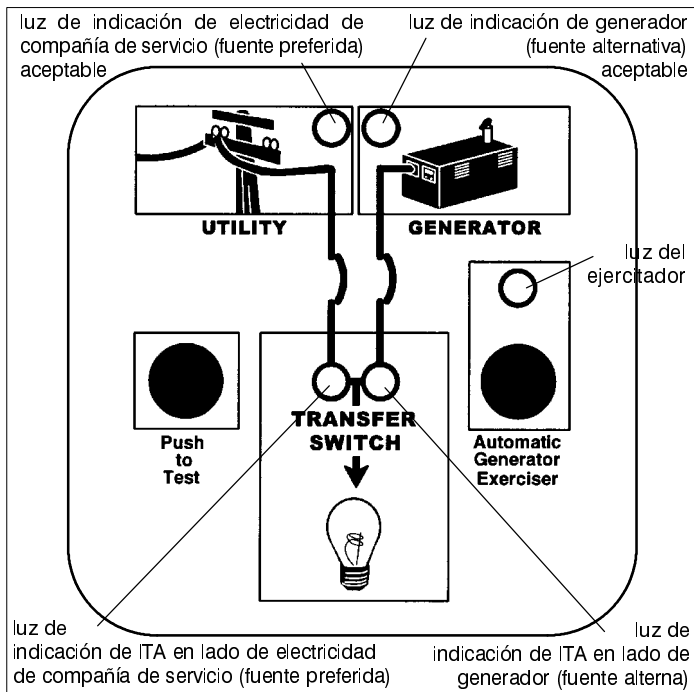 luz de indicación de electricidad de
compañía de servicio (fuente preferida)
aceptable
luz de indicación de generador
(fuente alternativa)
aceptable
UTILITY
GENERATOR
luz del
ejercitador
TRANSFER
SWITCH
Push
to
Test
Automatic
Generator
Exerciser
luz de
indicación de ITA en lado de electricidad
de compañía de servicio (fuente preferida)
luz de
indicación de ITA en lado de
generador (fuente alterna)